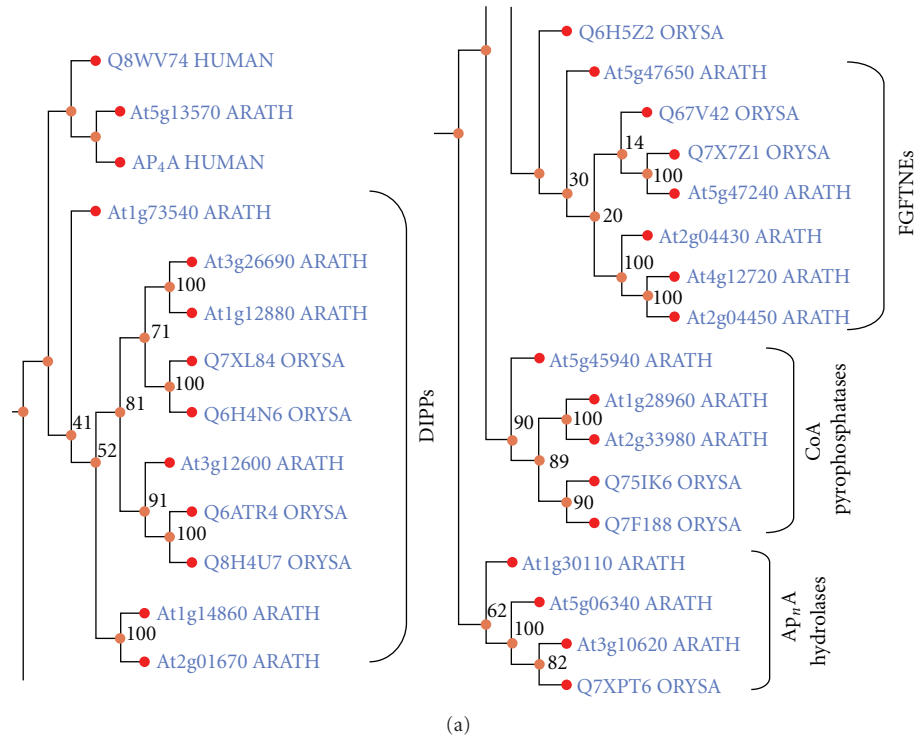 Q8WV74 HUMAN
At5g13570 ARATH
AP₄A HUMAN
At1g73540 ARATH
At3g26690 ARATH
100
At1g12880 ARATH
71
Q7XL84 ORYSA
100
Q6H4N6 ORYSA
81
41
52
At3g12600 ARATH
91
Q6ATR4 ORYSA
100
Q8H4U7 ORYSA
At1g14860 ARATH
100
At2g01670 ARATH
DIPPs
Q6H5Z2 ORYSA
At5g47650 ARATH
Q67V42 ORYSA
14
Q7X7Z1 ORYSA
100
At5g47240 ARATH
30
20
At2g04430 ARATH
100
At4g12720 ARATH
100
At2g04450 ARATH
FGFTNEs
At5g45940 ARATH
At1g28960 ARATH
90
100
At2g33980 ARATH
89
Q75IK6 ORYSA
90
Q7F188 ORYSA
CoA
pyrophosphatases
At1g30110 ARATH
At5g06340 ARATH
62
100
At3g10620 ARATH
82
Q7XPT6 ORYSA
ApₙA
hydrolases
(a)